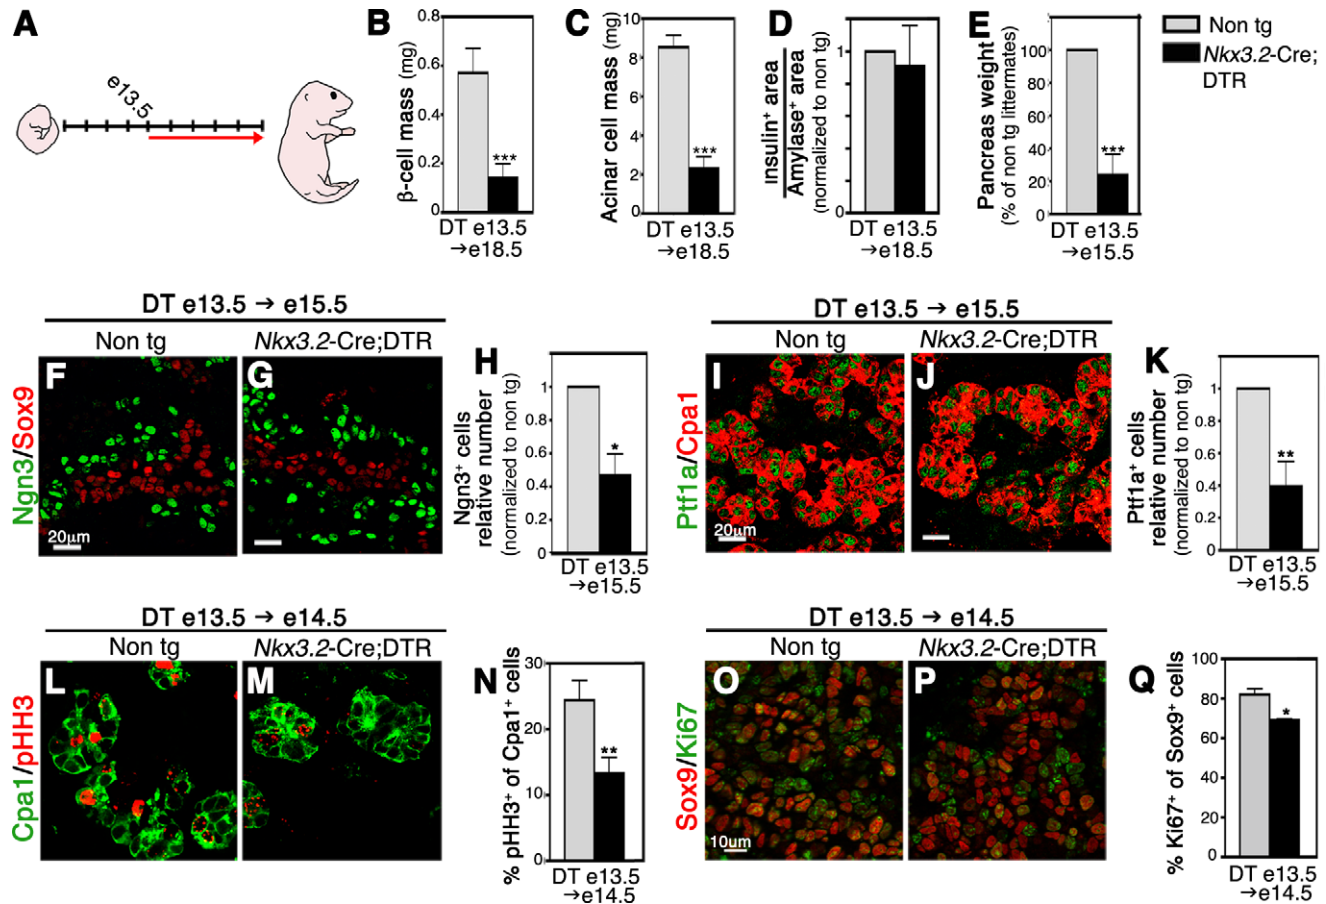 A
e13.5
B
β-cell mass (mg)
0.8
0.6
0.4
0.2
0
***
DT e13.5
→e18.5
C
Acinar cell mass (mg)
10
8
6
4
2
0
***
DT e13.5
→e18.5
D
insulin⁺ area
Amylase⁺ area
(normalized to non tg)
1
0
DT e13.5
→e18.5
E
Pancreas weight
(% of non tg littermates)
100
80
60
40
20
0
***
DT e13.5
→e15.5
Non tg
Nkx3.2-Cre;
DTR
DT e13.5 → e15.5
Non tg
Nkx3.2-Cre;DTR
Ngn3/Sox9
F
20μm
G
H
Ngn3⁺ cells
relative number
(normalized to non tg)
1
0.8
0.6
0.4
0.2
0
*
DT e13.5
→e15.5
DT e13.5 → e15.5
Non tg
Nkx3.2-Cre;DTR
Ptf1a/Cpa1
I
20μm
J
K
Ptf1a⁺ cells
relative number
(normalized to non tg)
1
0.8
0.6
0.4
0.2
0
**
DT e13.5
→e15.5
DT e13.5 → e14.5
Non tg
Nkx3.2-Cre;DTR
Cpa1/pHH3
L
M
N
% pHH3⁺ of Cpa1⁺ cells
30
20
10
0
**
DT e13.5
→e14.5
DT e13.5 → e14.5
Non tg
Nkx3.2-Cre;DTR
Sox9/Ki67
O
10um
P
Q
% Ki67⁺ of Sox9⁺ cells
100
80
60
40
20
0
*
DT e13.5
→e14.5